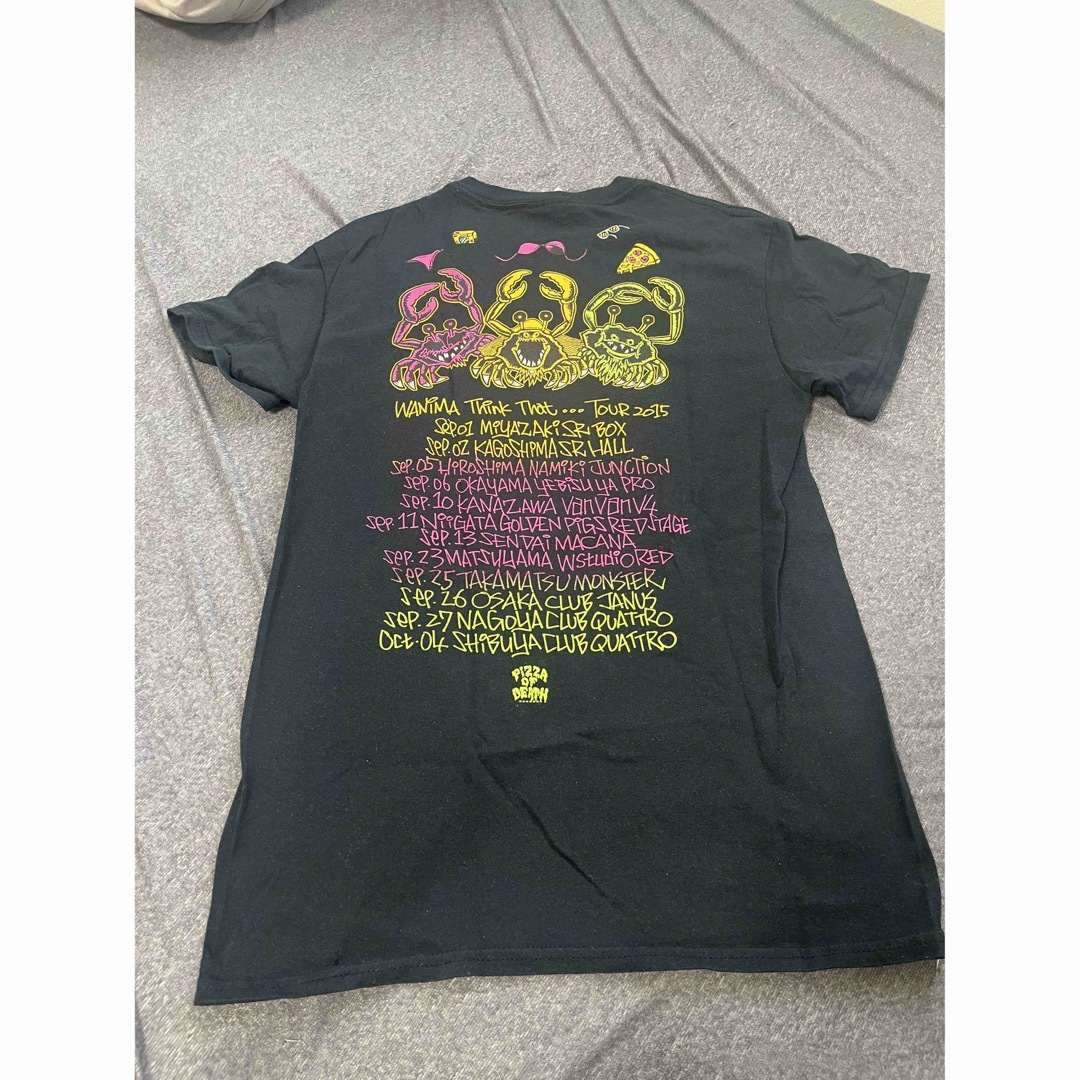 WANIMA Think That ... TOUR 2015
Sep.01 MIYAZAKI SR BOX
Sep.02 KAGOSHIMA SR HALL
Sep.05 HIROSHIMA NAMIKI JUNCTION
Sep.06 OKAYAMA YEBISU YA PRO
Sep.10 KANAZAWA vanvanV4
Sep.11 NIIGATA GOLDEN PIGS RED STAGE
Sep.13 SENDAI MACANA
Sep.23 MATSUYAMA WstudioRED
Sep.25 TAKAMATSU MONSTER
Sep.26 OSAKA CLUB JANUS
Sep.27 NAGOYA CLUB QUATTRO
Oct.04 SHIBUYA CLUB QUATTRO
PIZZA
OF
DEATH